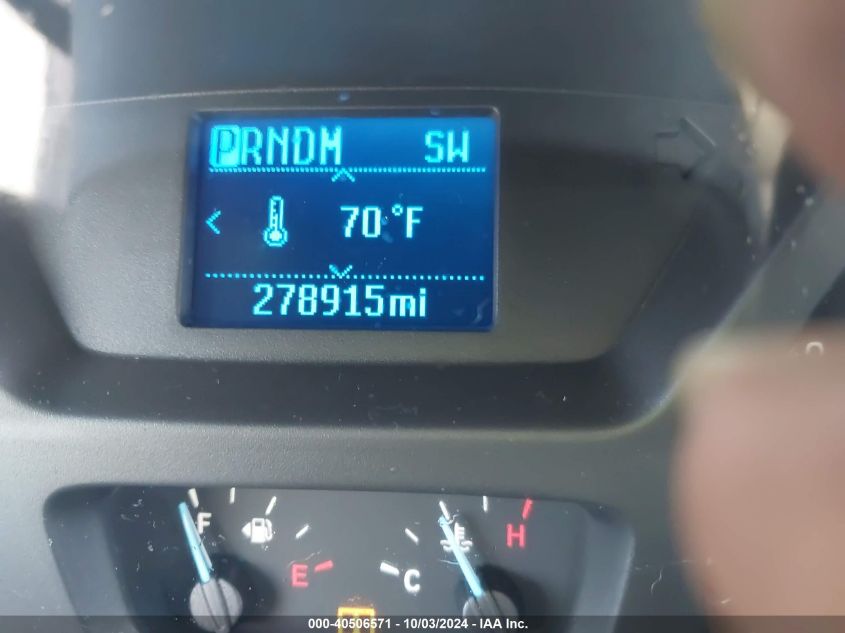 PRNDM SW
70 °F
278915mi
F
E
C
H
000-40506571 - 10/03/2024 - IAA Inc.